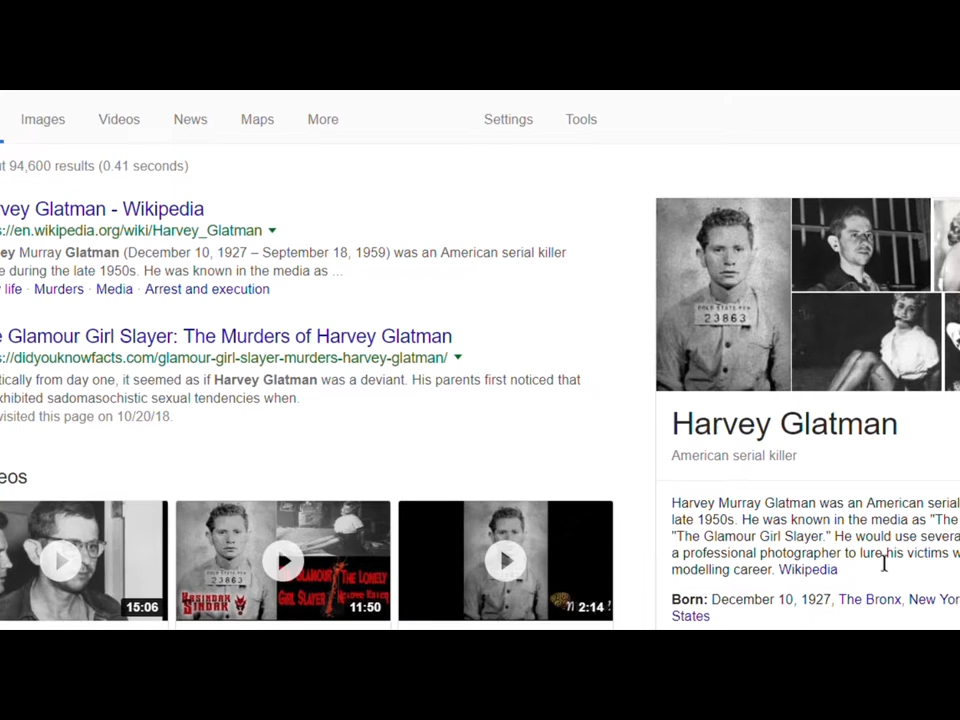 Images Videos News Maps More Settings Tools
t 94,600 results (0.41 seconds)
vey Glatman - Wikipedia
s://en.wikipedia.org/wiki/Harvey_Glatman
ey Murray Glatman (December 10, 1927 – September 18, 1959) was an American serial killer
e during the late 1950s. He was known in the media as ...
life · Murders · Media · Arrest and execution
e Glamour Girl Slayer: The Murders of Harvey Glatman
s://didyouknowfacts.com/glamour-girl-slayer-murders-harvey-glatman/
tically from day one, it seemed as if Harvey Glatman was a deviant. His parents first noticed that
xhibited sadomasochistic sexual tendencies when.
visited this page on 10/20/18.
eos
15:06
COLO STATE PEN
23863
11:50
2:14
COLO STATE PEN
23863
Harvey Glatman
American serial killer
Harvey Murray Glatman was an American serial
late 1950s. He was known in the media as "The
"The Glamour Girl Slayer." He would use severa
a professional photographer to lure his victims w
modelling career. Wikipedia
Born: December 10, 1927, The Bronx, New Yor
States